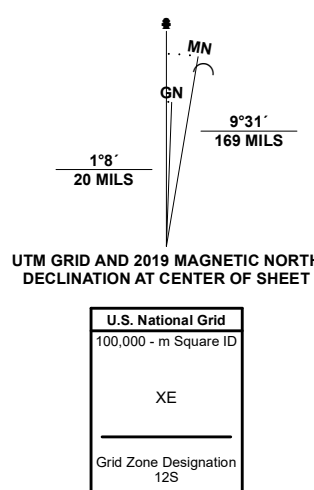 MN
GN
9°31´
169 MILS
1°8´
20 MILS
UTM GRID AND 2019 MAGNETIC NORTH
DECLINATION AT CENTER OF SHEET
U.S. National Grid
100,000 - m Square ID
XE
Grid Zone Designation
12S